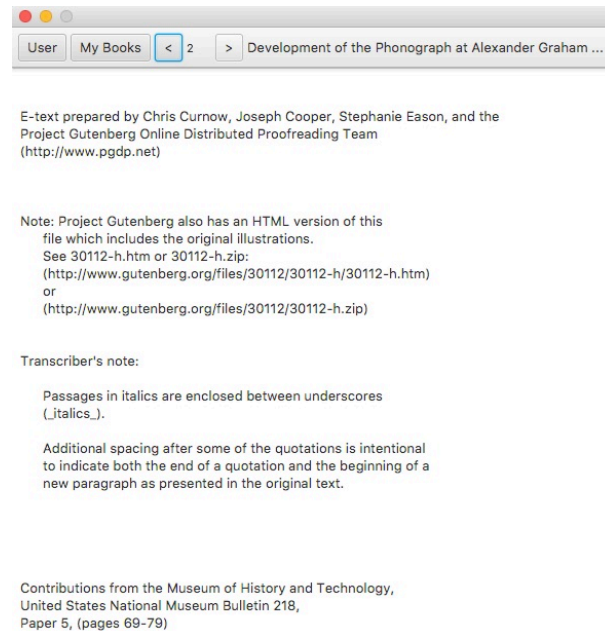 User My Books < 2 > Development of the Phonograph at Alexander Graham ...
E-text prepared by Chris Curnow, Joseph Cooper, Stephanie Eason, and the
Project Gutenberg Online Distributed Proofreading Team
(http://www.pgdp.net)
Note: Project Gutenberg also has an HTML version of this
file which includes the original illustrations.
See 30112-h.htm or 30112-h.zip:
(http://www.gutenberg.org/files/30112/30112-h/30112-h.htm)
or
(http://www.gutenberg.org/files/30112/30112-h.zip)
Transcriber's note:
Passages in italics are enclosed between underscores
(_italics_).
Additional spacing after some of the quotations is intentional
to indicate both the end of a quotation and the beginning of a
new paragraph as presented in the original text.
Contributions from the Museum of History and Technology,
United States National Museum Bulletin 218,
Paper 5, (pages 69-79)